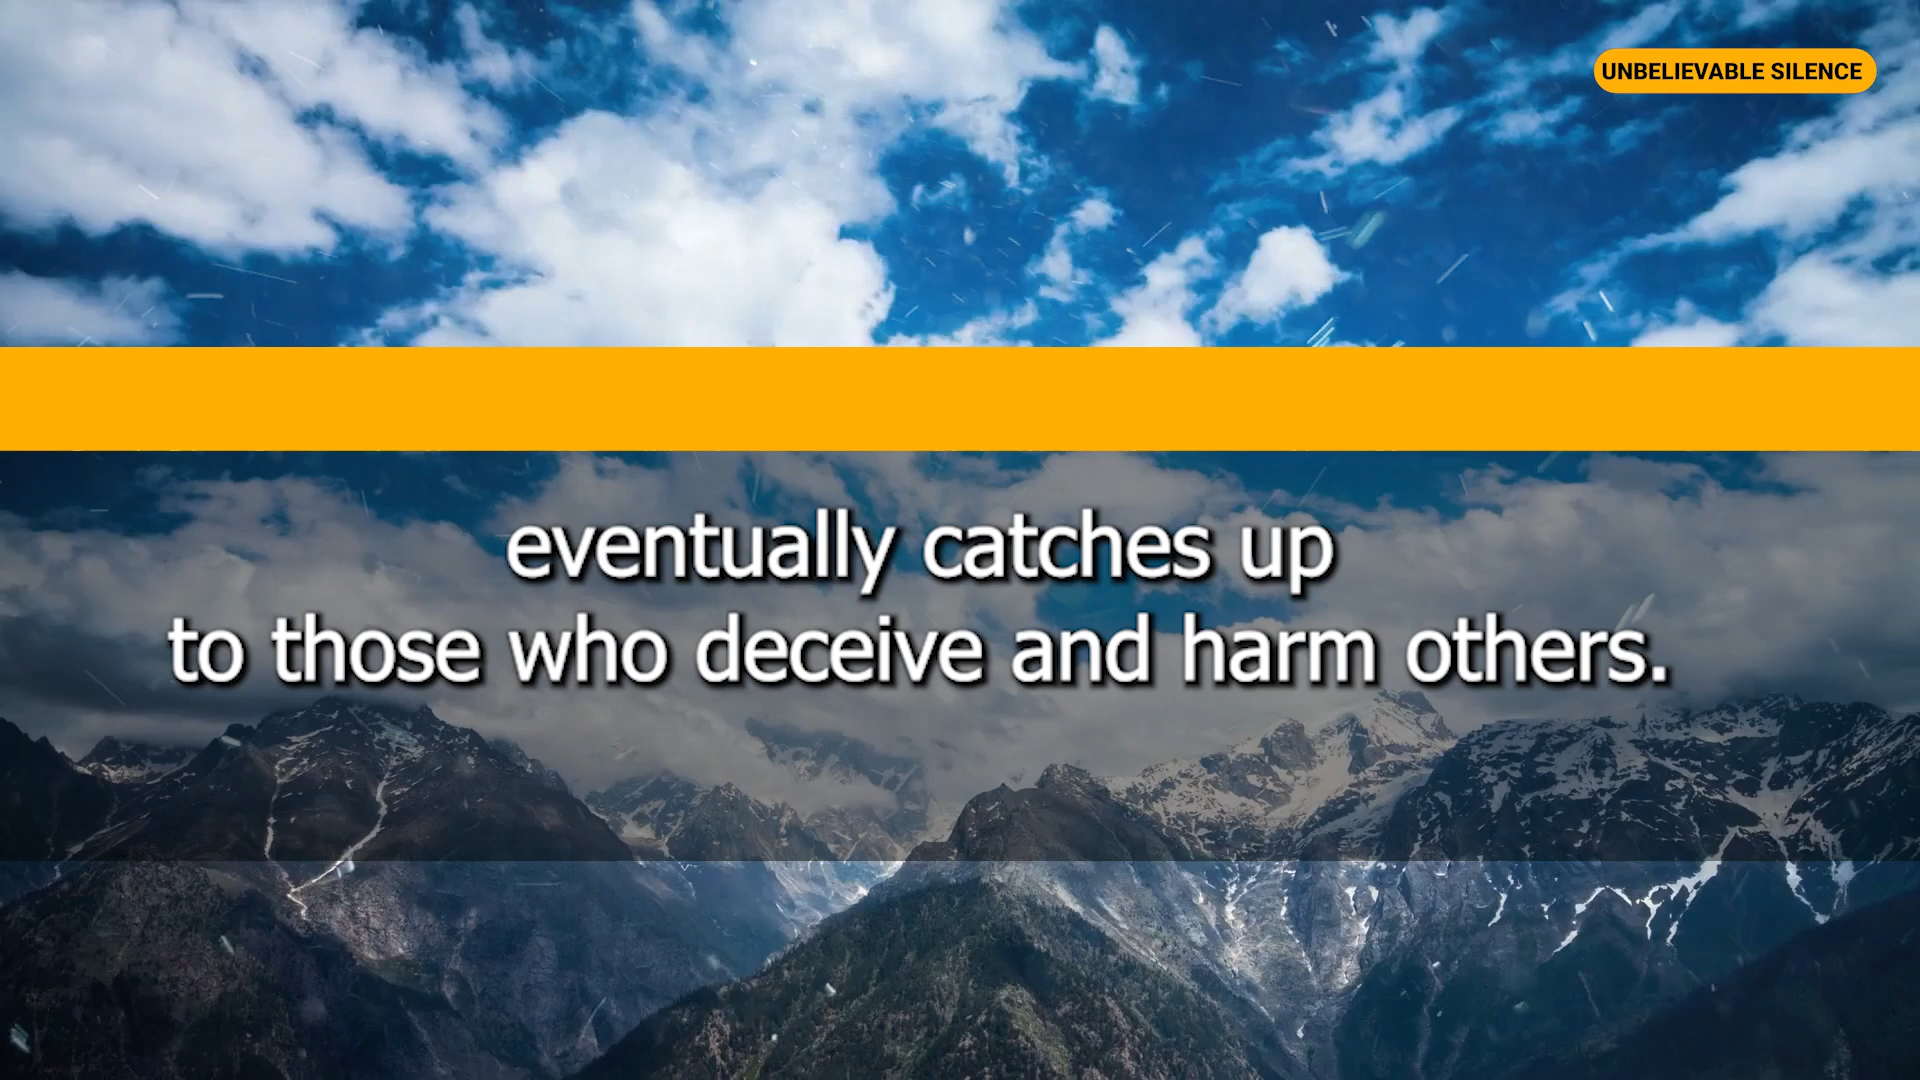 UNBELIEVABLE SILENCE
eventually catches up
to those who deceive and harm others.